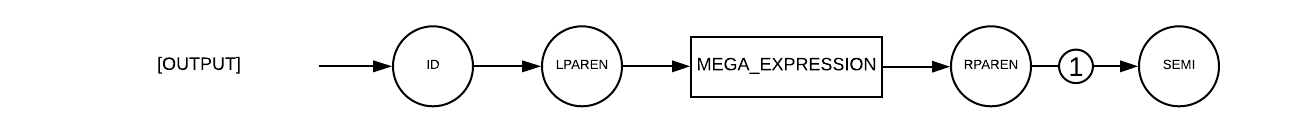 [OUTPUT] ID LPAREN MEGA_EXPRESSION RPAREN 1 SEMI